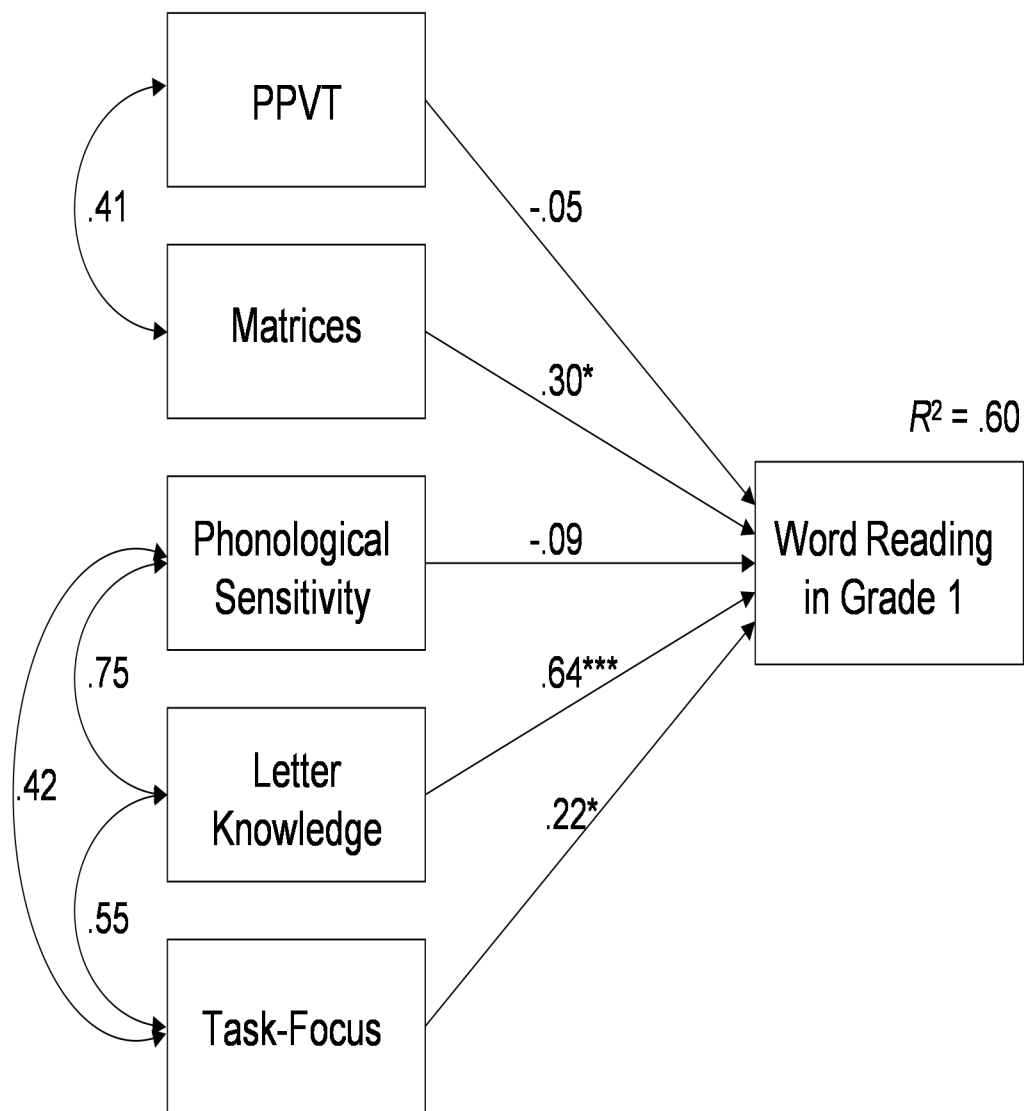 PPVT
.41
-.05
Matrices
.30*
R² = .60
Phonological
Sensitivity
-.09
Word Reading
in Grade 1
.75
.64***
.42
Letter
Knowledge
.22*
.55
Task-Focus